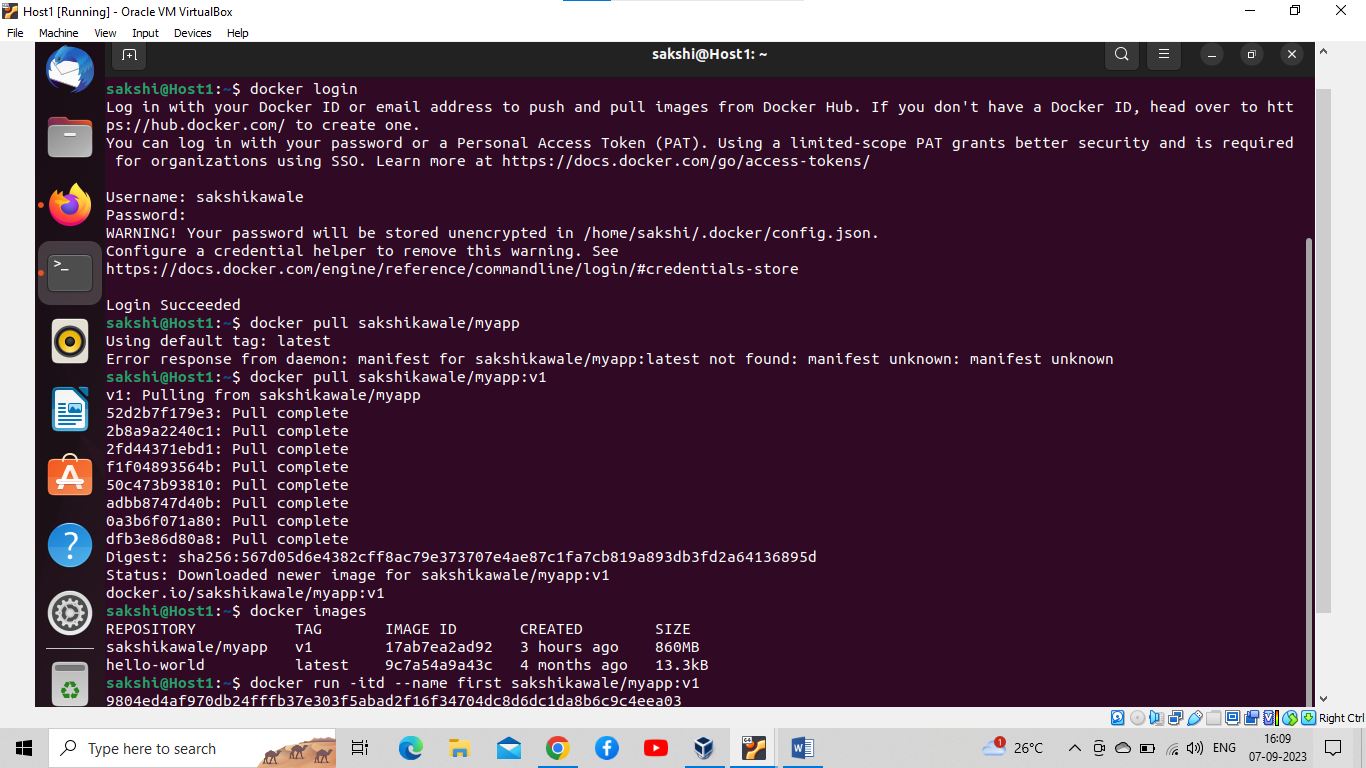 Host1 [Running] - Oracle VM VirtualBox
File Machine View Input Devices Help
sakshi@Host1: ~
sakshi@Host1:~$ docker login
Log in with your Docker ID or email address to push and pull images from Docker Hub. If you don't have a Docker ID, head over to htt
ps://hub.docker.com/ to create one.
You can log in with your password or a Personal Access Token (PAT). Using a limited-scope PAT grants better security and is required
 for organizations using SSO. Learn more at https://docs.docker.com/go/access-tokens/
Username: sakshikawale
Password:
WARNING! Your password will be stored unencrypted in /home/sakshi/.docker/config.json.
Configure a credential helper to remove this warning. See
https://docs.docker.com/engine/reference/commandline/login/#credentials-store
Login Succeeded
sakshi@Host1:~$ docker pull sakshikawale/myapp
Using default tag: latest
Error response from daemon: manifest for sakshikawale/myapp:latest not found: manifest unknown: manifest unknown
sakshi@Host1:~$ docker pull sakshikawale/myapp:v1
v1: Pulling from sakshikawale/myapp
52d2b7f179e3: Pull complete
2b8a9a2240c1: Pull complete
2fd44371ebd1: Pull complete
f1f04893564b: Pull complete
50c473b93810: Pull complete
adbb8747d40b: Pull complete
0a3b6f071a80: Pull complete
dfb3e86d80a8: Pull complete
Digest: sha256:567d05d6e4382cff8ac79e373707e4ae87c1fa7cb819a893db3fd2a64136895d
Status: Downloaded newer image for sakshikawale/myapp:v1
docker.io/sakshikawale/myapp:v1
sakshi@Host1:~$ docker images
REPOSITORY TAG IMAGE ID CREATED SIZE
sakshikawale/myapp v1 17ab7ea2ad92 3 hours ago 860MB
hello-world latest 9c7a54a9a43c 4 months ago 13.3kB
sakshi@Host1:~$ docker run -itd --name first sakshikawale/myapp:v1
9804ed4af970db24fffb37e303f5abad2f16f34704dc8d6dc1da8b6c9c4eea03
Right Ctrl
Type here to search
1
26°C
ENG
16:09
07-09-2023